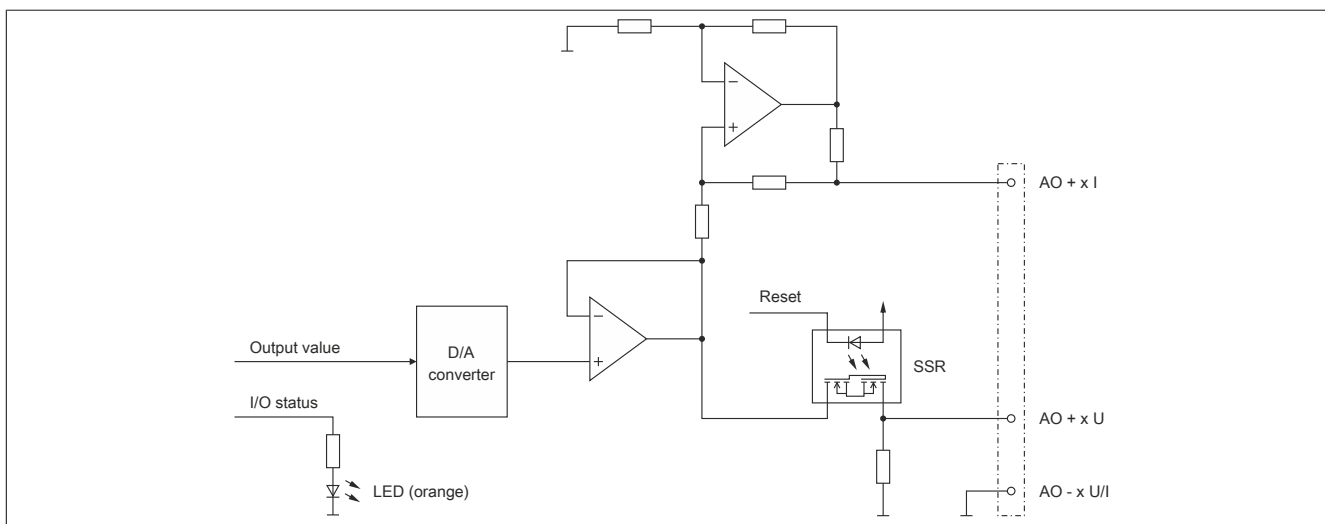 AO + x I
Reset
Output value
D/A
converter
SSR
I/O status
AO + x U
LED (orange)
AO - x U/I